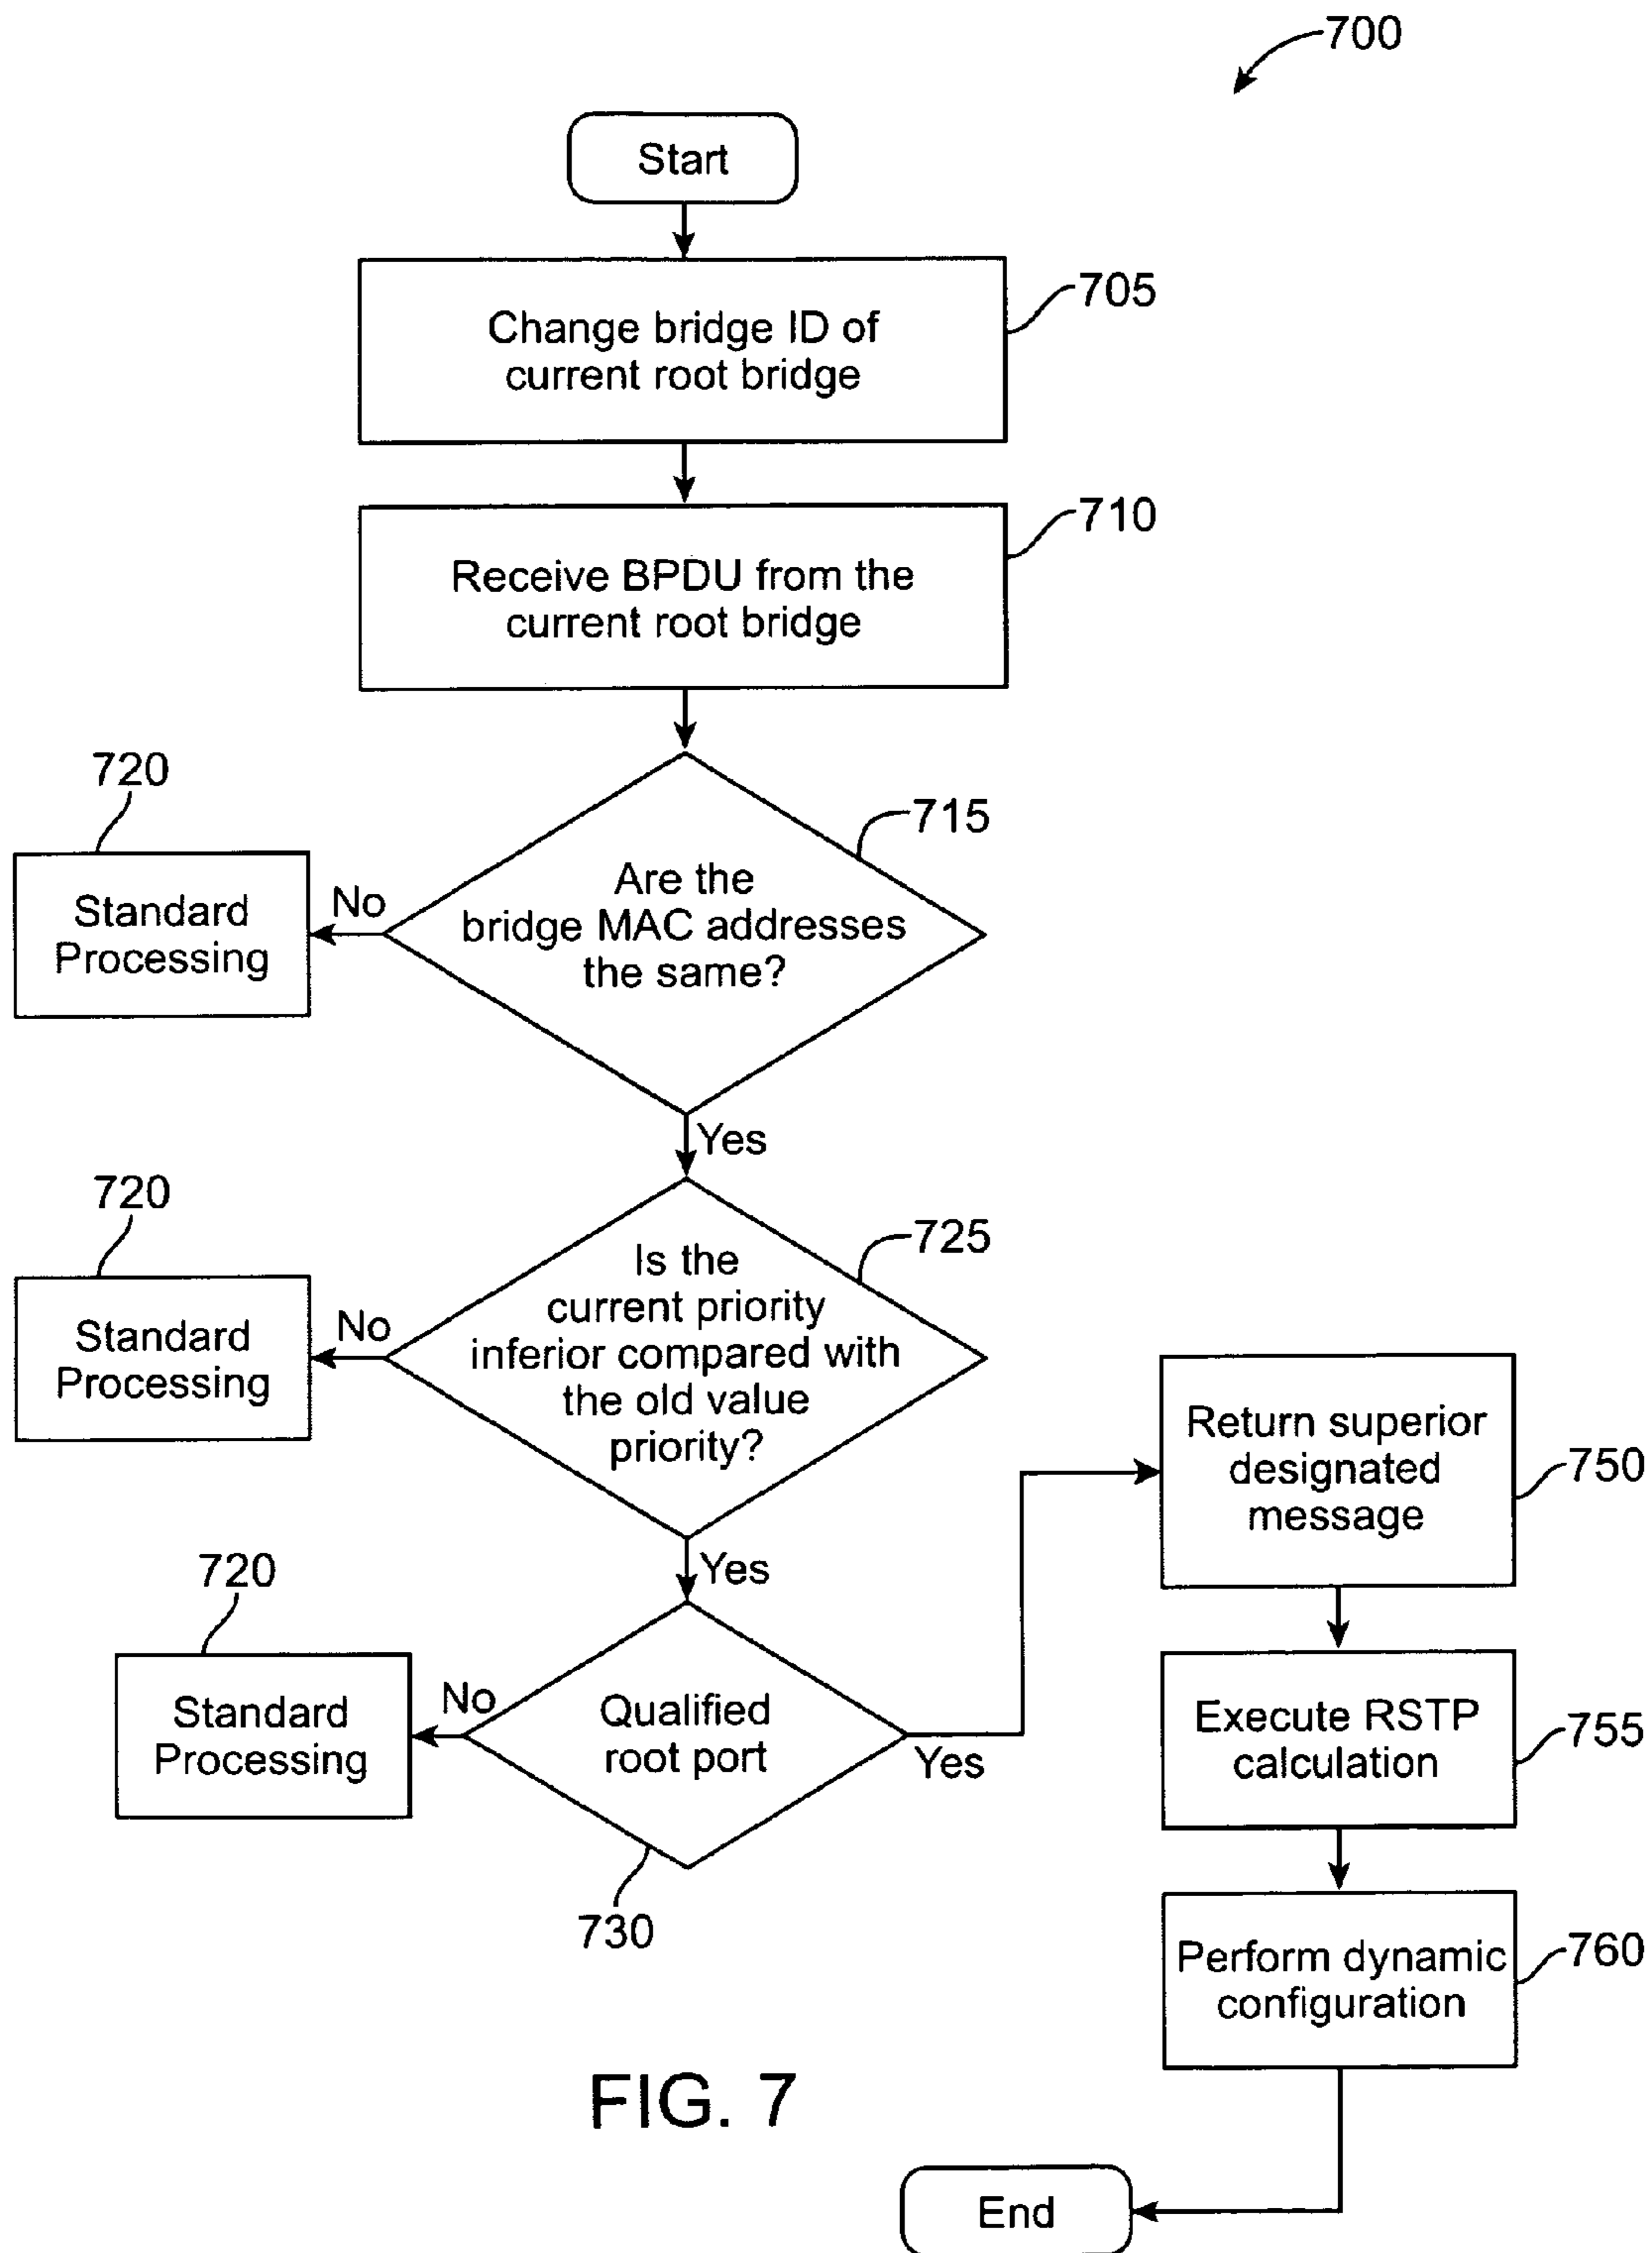 700
Start
705
Change bridge ID of
current root bridge
710
Receive BPDU from the
current root bridge
720
715
Standard
Processing
No
Are the
bridge MAC addresses
the same?
Yes
720
725
Standard
Processing
No
Is the
current priority
inferior compared with
the old value
priority?
Yes
720
Standard
Processing
No
Qualified
root port
Yes
730
Return superior
designated
message
750
Execute RSTP
calculation
755
Perform dynamic
configuration
760
FIG. 7
End